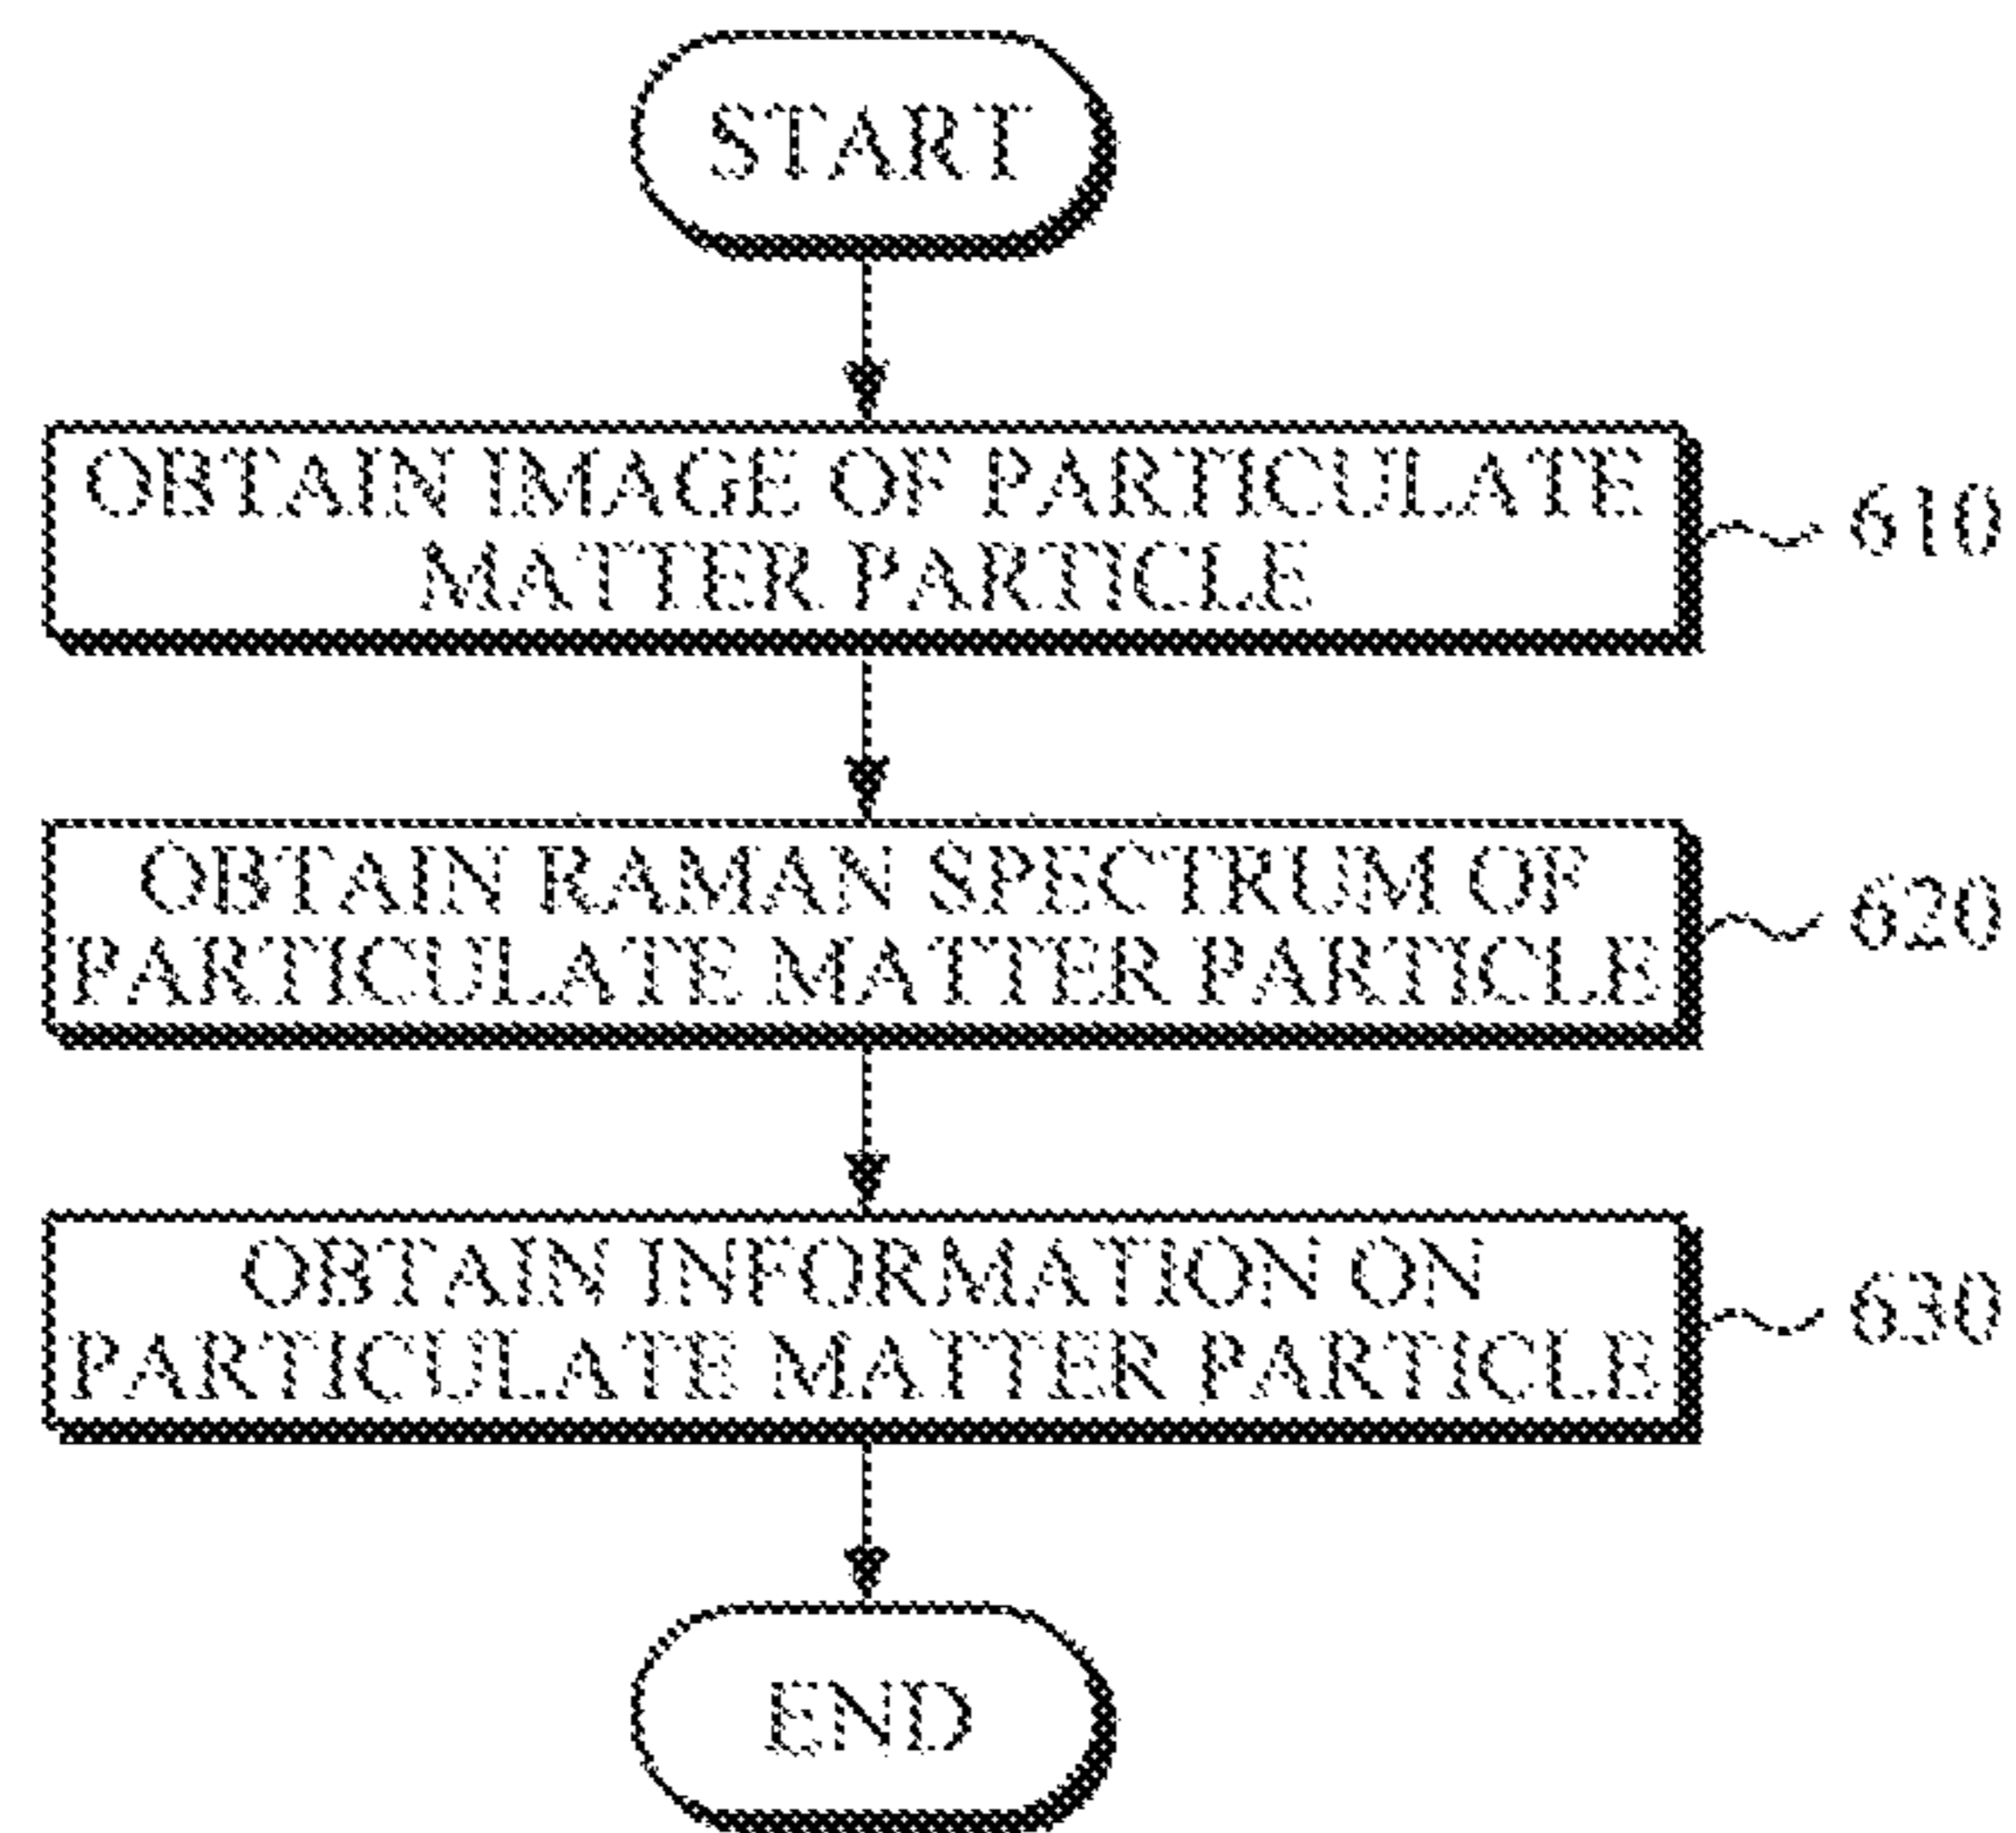 START
OBTAIN IMAGE OF PARTICULATE
MATTER PARTICLE
610
OBTAIN RAMAN SPECTRUM OF
PARTICULATE MATTER PARTICLE
620
OBTAIN INFORMATION ON
PARTICULATE MATTER PARTICLE
630
END